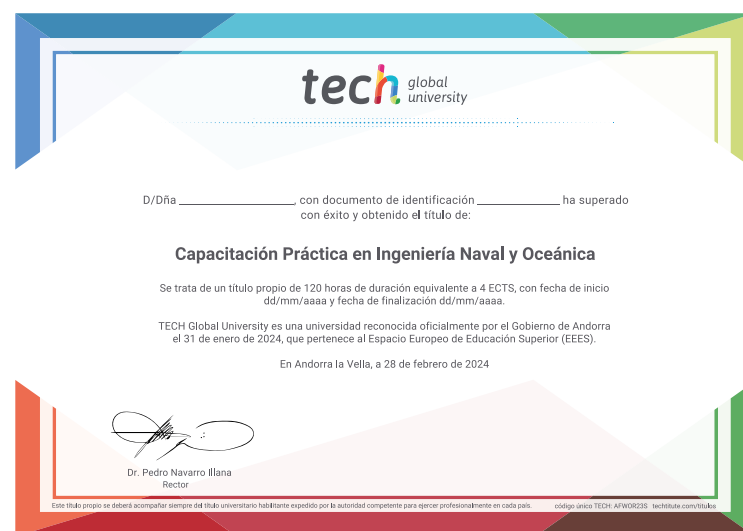 tech global university
D/Dña ______________, con documento de identificación ______________ ha superado
con éxito y obtenido el título de:
Capacitación Práctica en Ingeniería Naval y Oceánica
Se trata de un título propio de 120 horas de duración equivalente a 4 ECTS, con fecha de inicio
dd/mm/aaaa y fecha de finalización dd/mm/aaaa.
TECH Global University es una universidad reconocida oficialmente por el Gobierno de Andorra
el 31 de enero de 2024, que pertenece al Espacio Europeo de Educación Superior (EEES).
En Andorra la Vella, a 28 de febrero de 2024
Dr. Pedro Navarro Illana
Rector
Este título propio se deberá acompañar siempre del título universitario habilitante expedido por la autoridad competente para ejercer profesionalmente en cada país. código único TECH: AFWOR23S techtitute.com/titulos